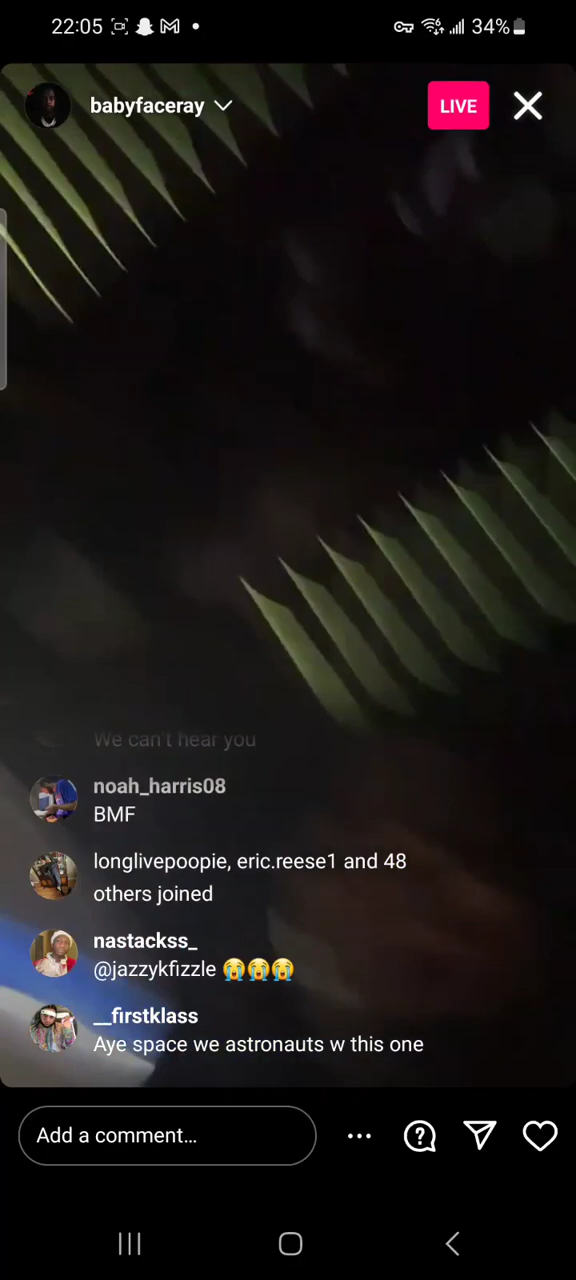 22:05
34%
babyfaceray
LIVE
We can't hear you
noah_harris08
BMF
longlivepoopie, eric.reese1 and 48
others joined
nastackss_
@jazzykfizzle 😭😭😭
__firstklass
Aye space we astronauts w this one
Add a comment...